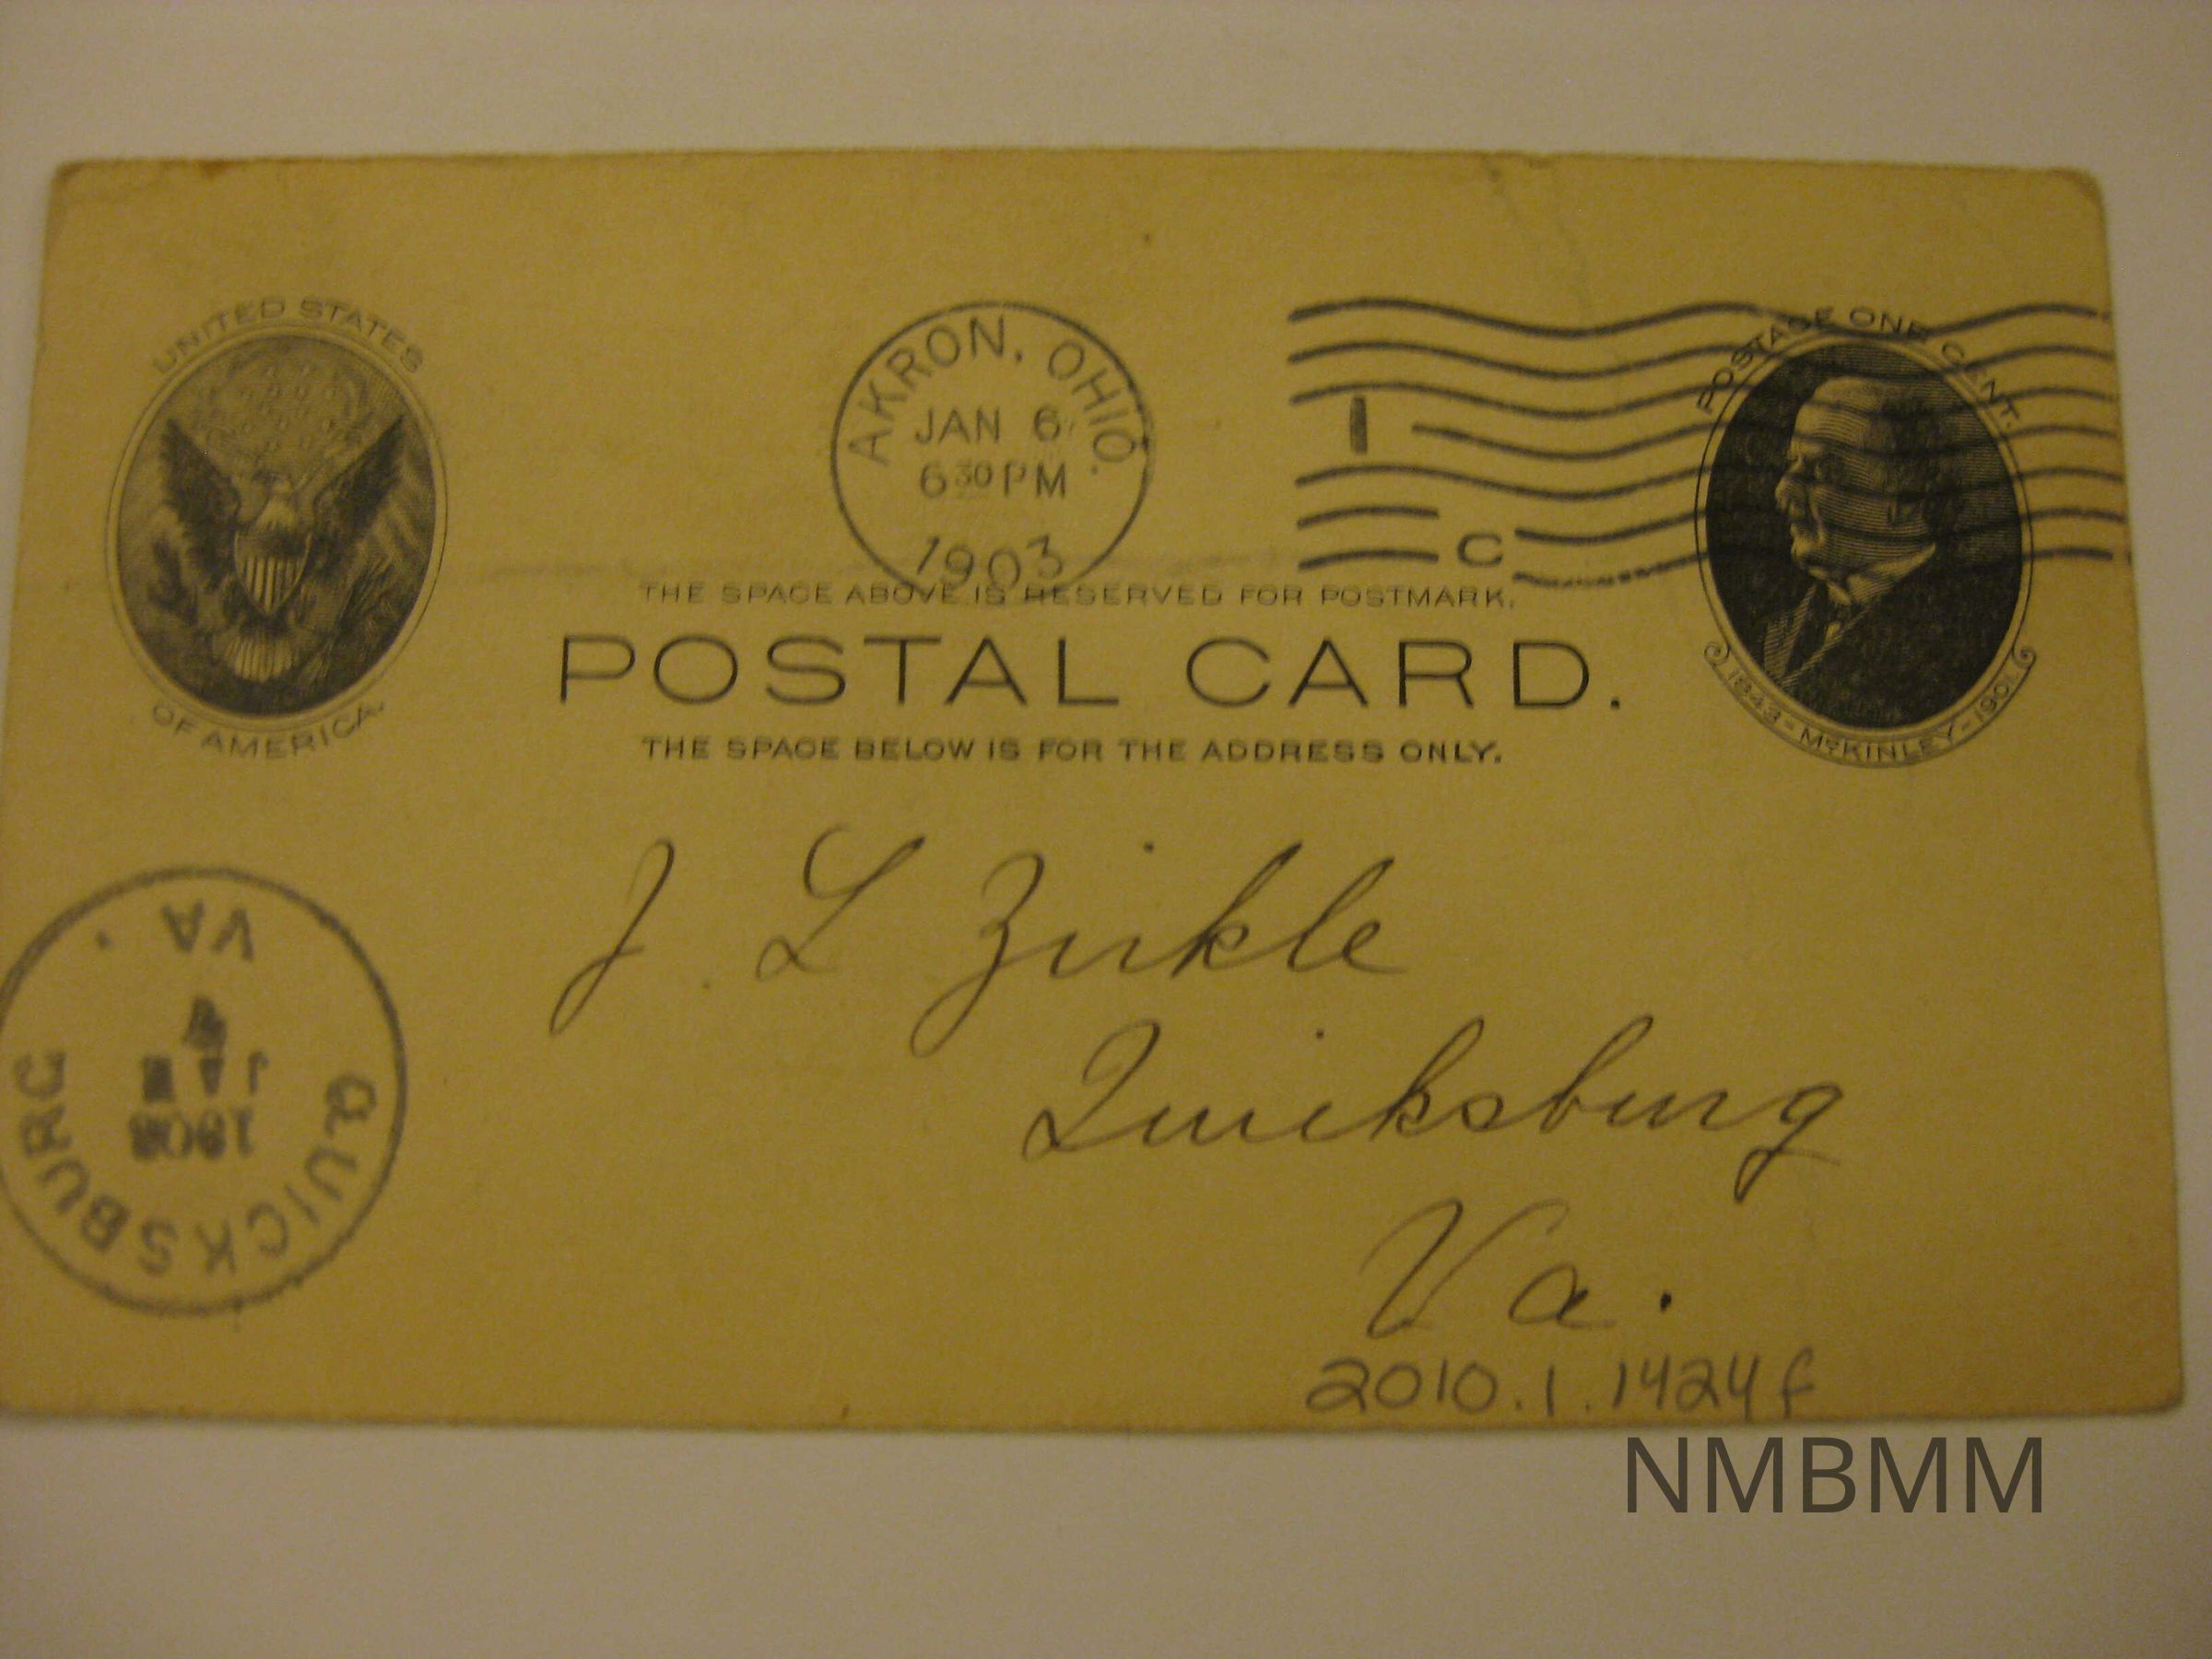 UNITED STATES
OF AMERICA.
AKRON, OHIO.
JAN 6
6 30 PM
1903
1
C
POSTAGE ONE CENT.
1843-McKINLEY-1901.
THE SPACE ABOVE IS RESERVED FOR POSTMARK.
POSTAL CARD.
THE SPACE BELOW IS FOR THE ADDRESS ONLY.
J. L Zirkle
Quicksburg
Va.
QUICKSBURG
VA.
2010.1.1424f
NMBMM